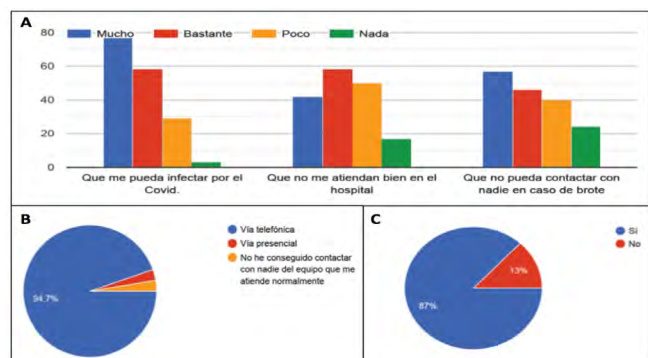 A
Mucho
Bastante
Poco
Nada
80
60
40
20
0
Que me pueda infectar por el
Covid.
Que no me atiendan bien en el
hospital
Que no pueda contactar con
nadie en caso de brote
B
Vía telefónica
Vía presencial
No he conseguido contactar
con nadie del equipo que me
atiende normalmente
94,7%
C
Sí
No
13%
87%